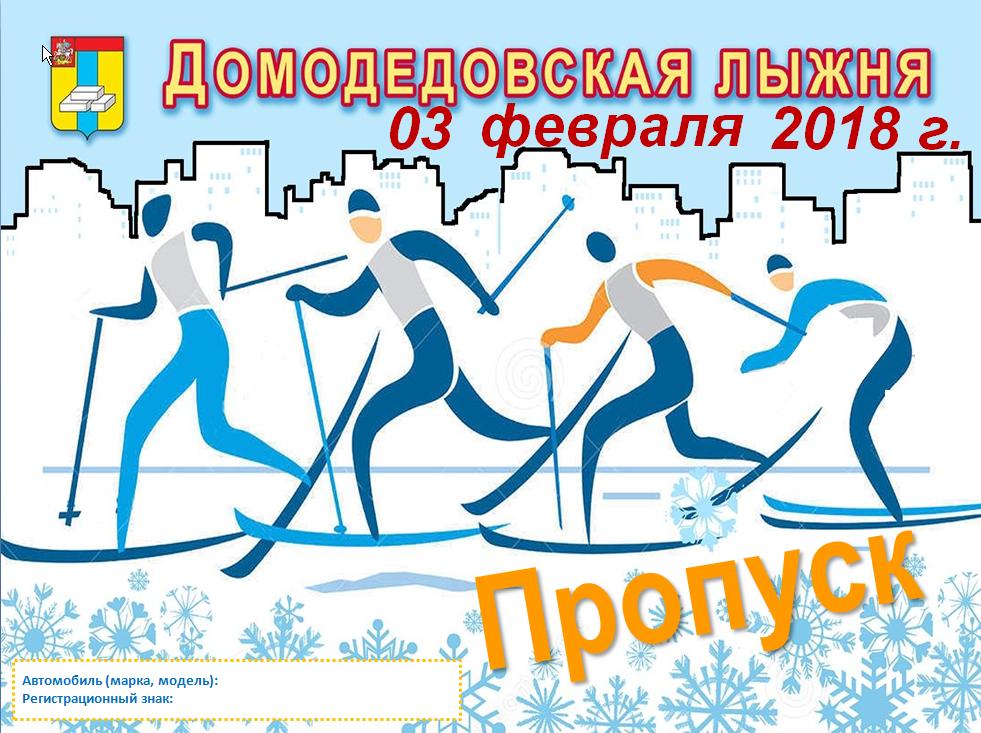 Домодедовская лыжня
03 февраля 2018 г.
Пропуск
Автомобиль (марка, модель):
Регистрационный знак: